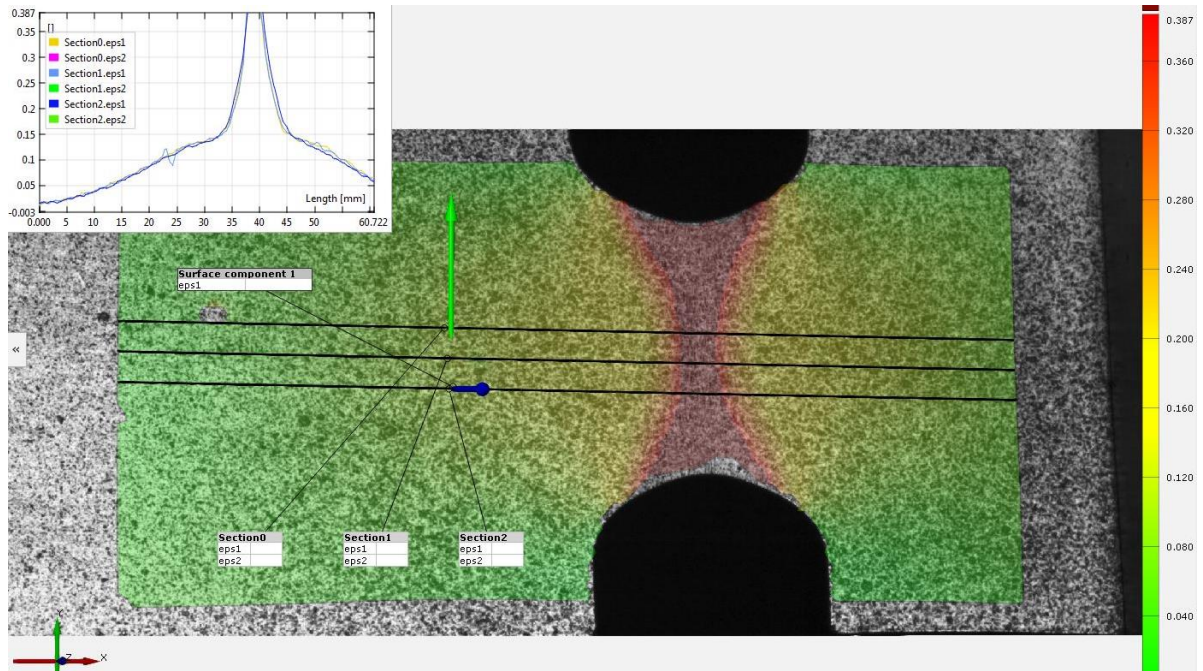 0.387
[]
0.35
0.3
0.25
0.2
0.15
0.1
0.05
-0.003
Section0.eps1
Section0.eps2
Section1.eps1
Section1.eps2
Section2.eps1
Section2.eps2
Length [mm]
0.000 5 10 15 20 25 30 35 40 45 50 60.722
Surface component 1
eps1
«
Section0
eps1
eps2
Section1
eps1
eps2
Section2
eps1
eps2
Y
Z
X
0.387
0.360
0.320
0.280
0.240
0.200
0.160
0.120
0.080
0.040